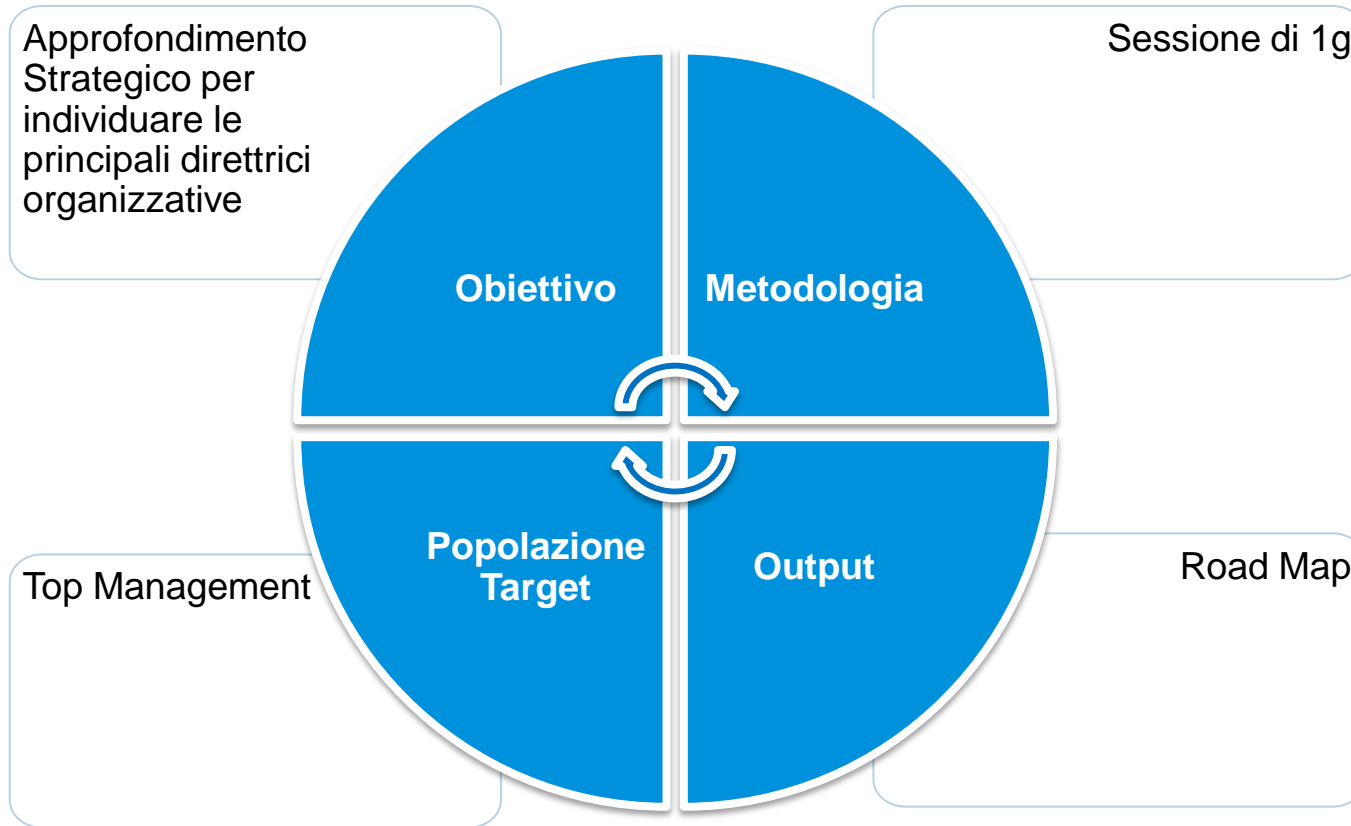 Approfondimento
Strategico per
individuare le
principali direttrici
organizzative
Sessione di 1g
Obiettivo
Metodologia
Popolazione
Target
Output
Top Management
Road Map